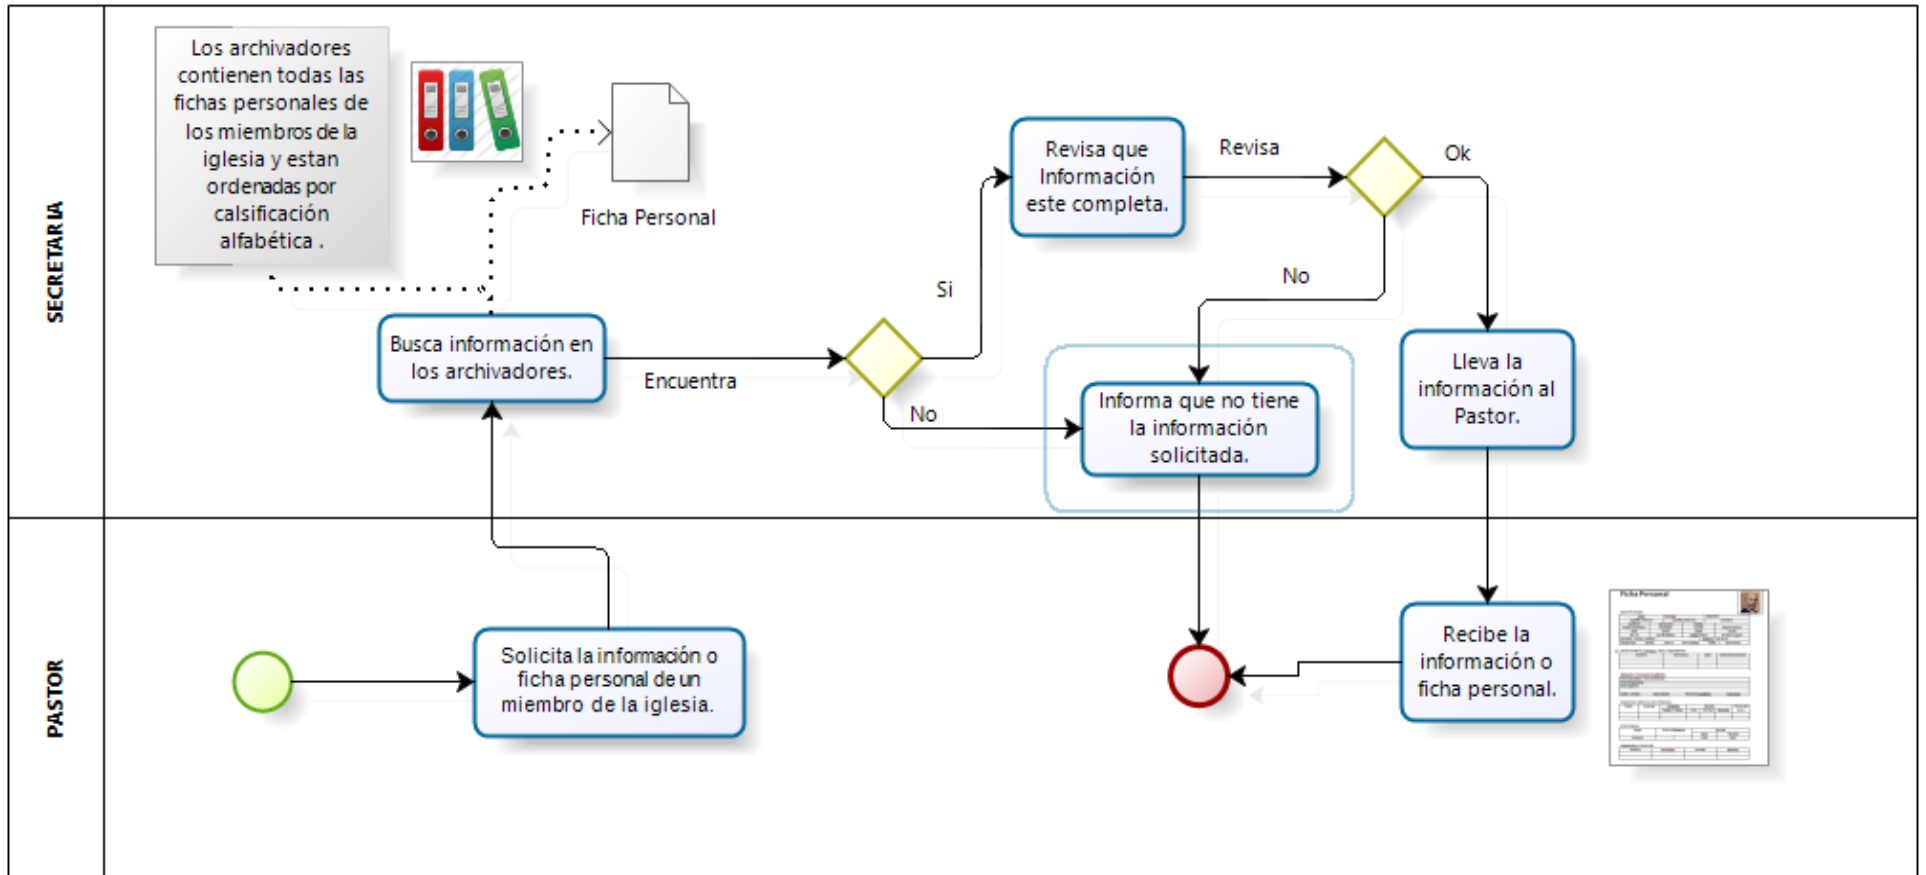 SECRETARIA
Los archivadores
contienen todas las
fichas personales de
los miembros de la
iglesia y estan
ordenadas por
calsificación
alfabética .
Ficha Personal
Busca información en
los archivadores.
Encuentra
Si
No
Revisa que
Información
este completa.
Revisa
Ok
No
Informa que no tiene
la información
solicitada.
Lleva la
información al
Pastor.
PASTOR
Solicita la información o
ficha personal de un
miembro de la iglesia.
Recibe la
información o
ficha personal.
Ficha Personal